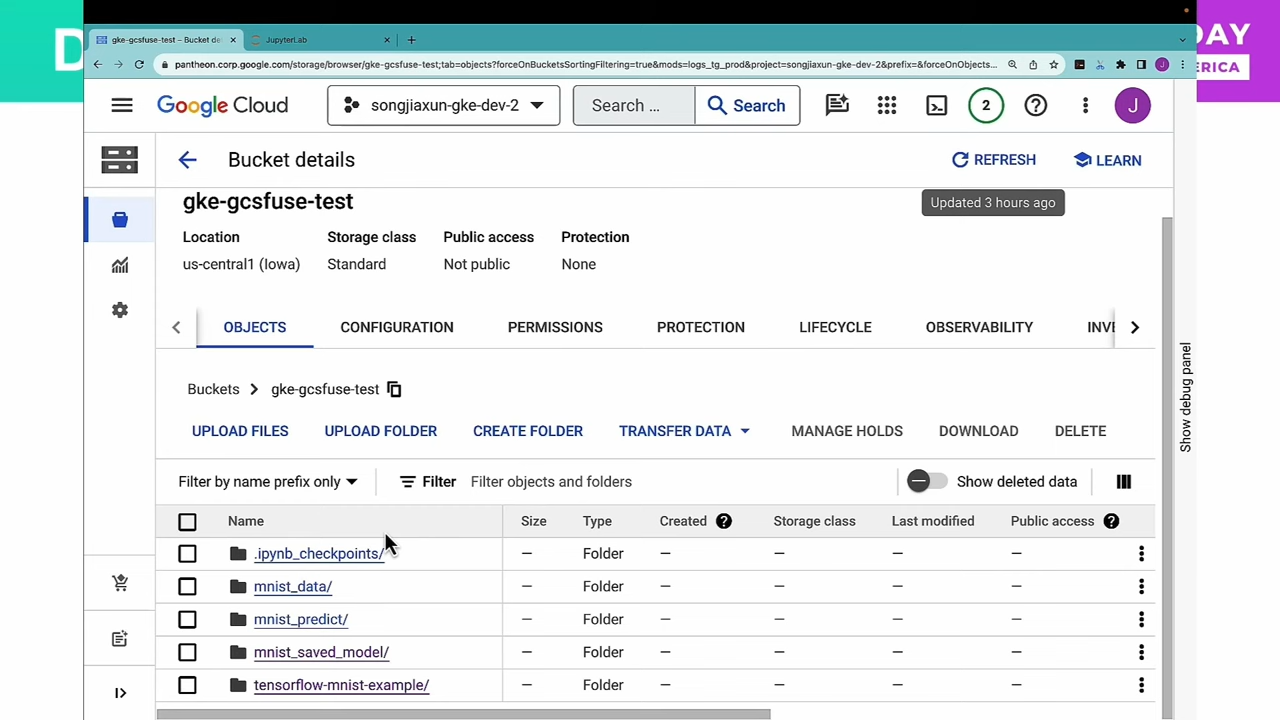 D
DAY
ERICA
gke-gcsfuse-test – Bucket de
JupyterLab
pantheon.corp.google.com/storage/browser/gke-gcsfuse-test;tab=objects?forceOnBucketsSortingFiltering=true&mods=logs_tg_prod&project=songjiaxun-gke-dev-2&prefix=&forceOnObjects...
Google Cloud
songjiaxun-gke-dev-2
Search ...
Search
2
J
Bucket details
REFRESH
LEARN
Updated 3 hours ago
gke-gcsfuse-test
Location Storage class Public access Protection
us-central1 (Iowa) Standard Not public None
OBJECTS CONFIGURATION PERMISSIONS PROTECTION LIFECYCLE OBSERVABILITY INVE
Buckets > gke-gcsfuse-test
UPLOAD FILES UPLOAD FOLDER CREATE FOLDER TRANSFER DATA MANAGE HOLDS DOWNLOAD DELETE
Filter by name prefix only Filter Filter objects and folders Show deleted data
Name Size Type Created Storage class Last modified Public access
.ipynb_checkpoints/ — Folder — — — —
mnist_data/ — Folder — — — —
mnist_predict/ — Folder — — — —
mnist_saved_model/ — Folder — — — —
tensorflow-mnist-example/ — Folder — — — —
Show debug panel